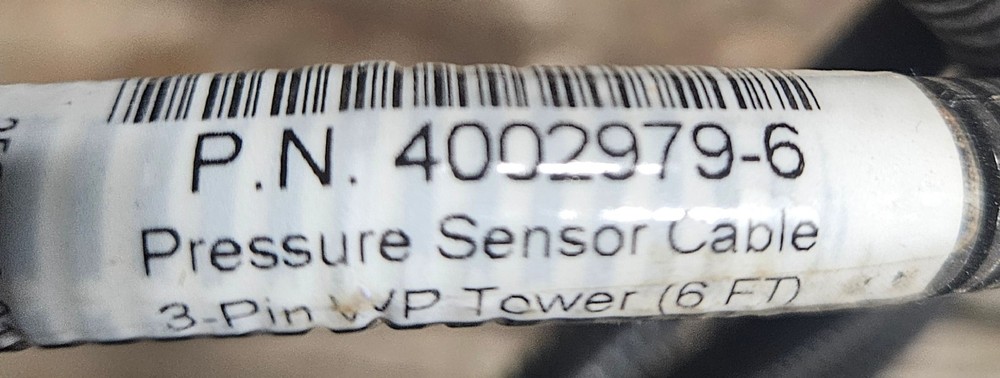 P.N. 4002979-6
Pressure Sensor Cable
3-Pin WP Tower (6 FT)